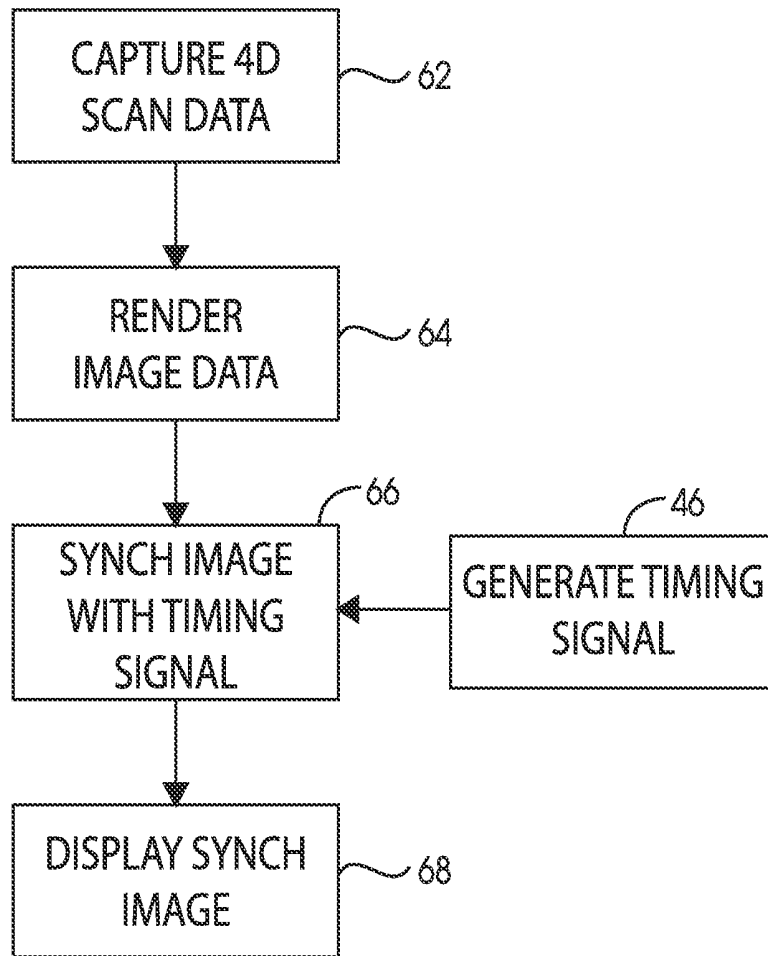 CAPTURE 4D
SCAN DATA
62
RENDER
IMAGE DATA
64
66
SYNCH IMAGE
WITH TIMING
SIGNAL
46
GENERATE TIMING
SIGNAL
DISPLAY SYNCH
IMAGE
68